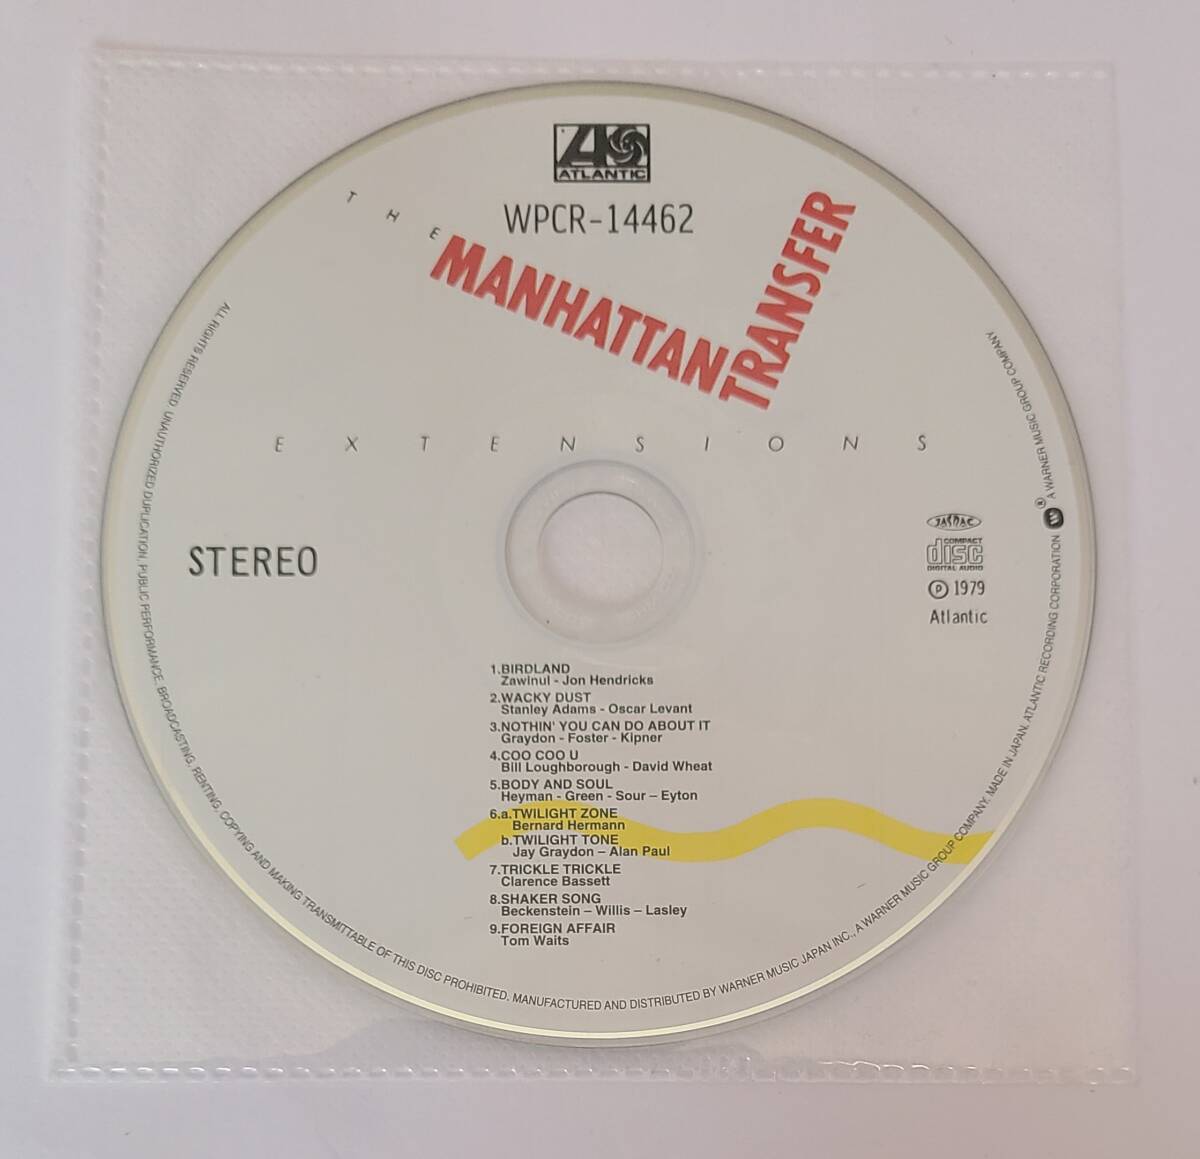 ATLANTIC
WPCR-14462
THE
MANHATTAN
TRANSFER
EXTENSIONS
STEREO
JASRAC
COMPACT
disc
DIGITAL AUDIO
Ⓟ 1979
Atlantic
1.BIRDLAND
Zawinul - Jon Hendricks
2.WACKY DUST
Stanley Adams - Oscar Levant
3.NOTHIN' YOU CAN DO ABOUT IT
Graydon - Foster - Kipner
4.COO COO U
Bill Loughborough - David Wheat
5.BODY AND SOUL
Heyman - Green - Sour – Eyton
6.a.TWILIGHT ZONE
Bernard Hermann
b.TWILIGHT TONE
Jay Graydon – Alan Paul
7.TRICKLE TRICKLE
Clarence Bassett
8.SHAKER SONG
Beckenstein – Willis – Lasley
9.FOREIGN AFFAIR
Tom Waits
ALL RIGHTS RESERVED. UNAUTHORIZED DUPLICATION, PUBLIC PERFORMANCE, BROADCASTING, RENTING, COPYING AND MAKING TRANSMITTABLE OF THIS DISC PROHIBITED. MANUFACTURED AND DISTRIBUTED BY WARNER MUSIC JAPAN INC., A WARNER MUSIC GROUP COMPANY. MADE IN JAPAN. ATLANTIC RECORDING CORPORATION ® A WARNER MUSIC GROUP COMPANY